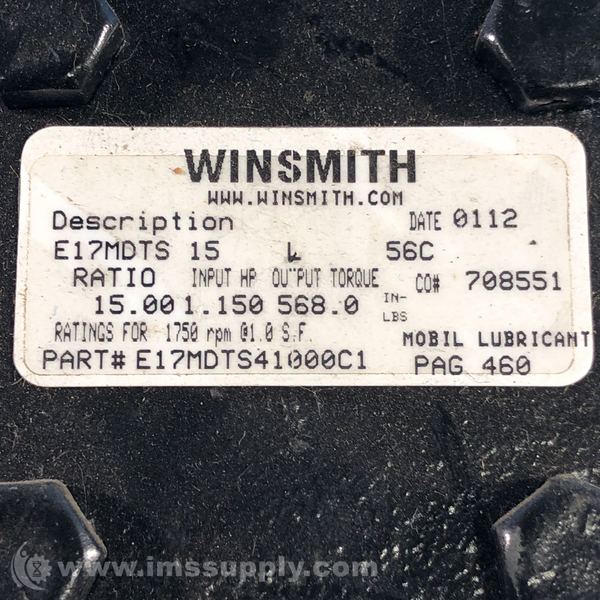 WINSMITH
WWW.WINSMITH.COM
Description DATE 0112
E17MDTS 15 L 56C
RATIO INPUT HP OUTPUT TORQUE CO# 708551
15.00 1.150 568.0 IN-LBS
RATINGS FOR 1750 rpm @1.0 S.F. MOBIL LUBRICANT
PART# E17MDTS41000C1 PAG 460
www.imssupply.com